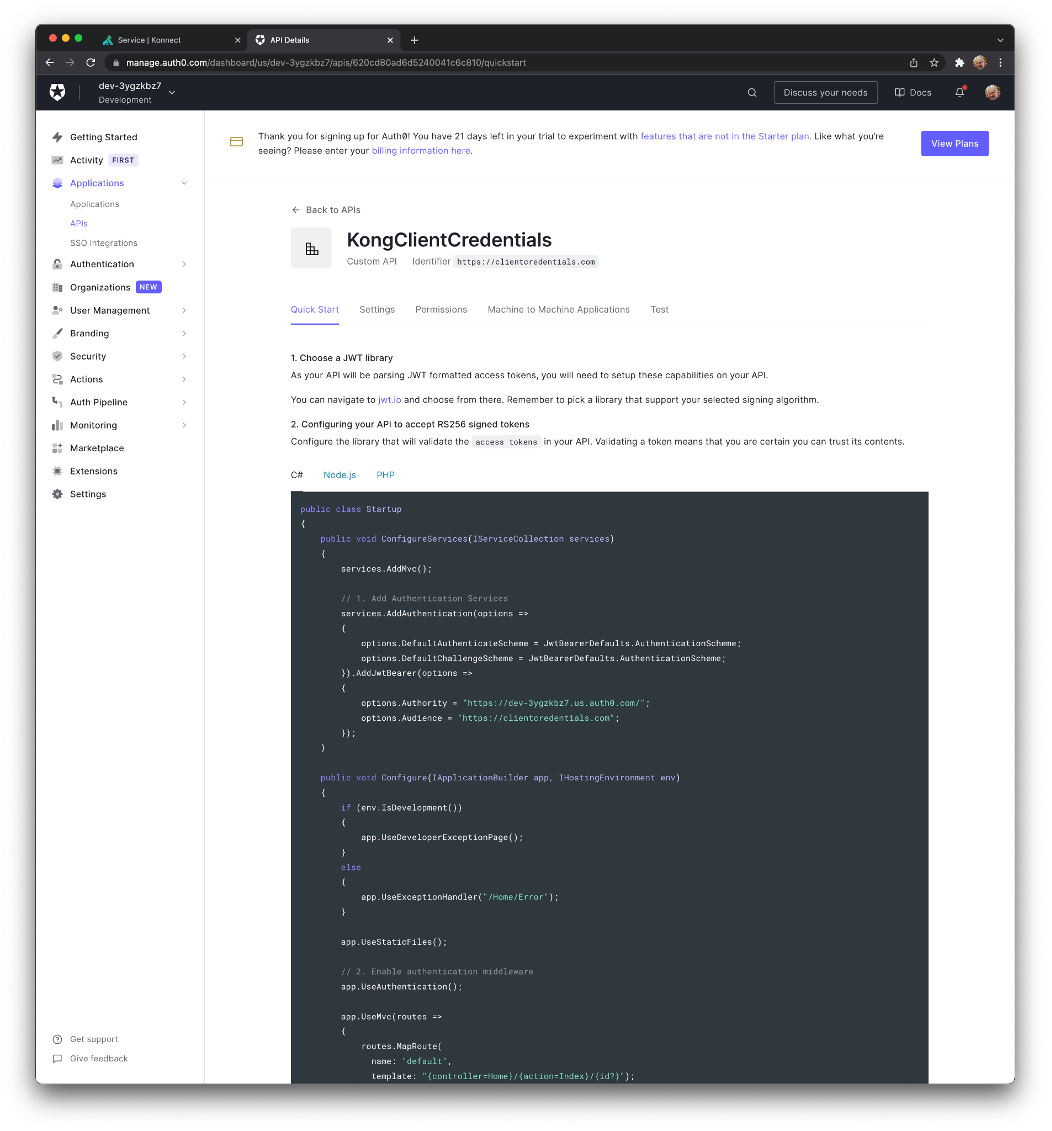 Service | Konnect
API Details
manage.auth0.com/dashboard/us/dev-3ygzkbz7/apis/620cd80ad6d5240041c6c810/quickstart
dev-3ygzkbz7
Development
Discuss your needs
Docs
Getting Started
Activity FIRST
Applications
Applications
APIs
SSO Integrations
Authentication
Organizations NEW
User Management
Branding
Security
Actions
Auth Pipeline
Monitoring
Marketplace
Extensions
Settings
Get support
Give feedback
Thank you for signing up for Auth0! You have 21 days left in your trial to experiment with features that are not in the Starter plan. Like what you're
seeing? Please enter your billing information here.
View Plans
Back to APIs
KongClientCredentials
Custom API Identifier https://clientcredentials.com
Quick Start Settings Permissions Machine to Machine Applications Test
1. Choose a JWT library
As your API will be parsing JWT formatted access tokens, you will need to setup these capabilities on your API.
You can navigate to jwt.io and choose from there. Remember to pick a library that support your selected signing algorithm.
2. Configuring your API to accept RS256 signed tokens
Configure the library that will validate the access tokens in your API. Validating a token means that you are certain you can trust its contents.
C# Node.js PHP
public class Startup
{
public void ConfigureServices(IServiceCollection services)
{
services.AddMvc();
// 1. Add Authentication Services
services.AddAuthentication(options =>
{
options.DefaultAuthenticateScheme = JwtBearerDefaults.AuthenticationScheme;
options.DefaultChallengeScheme = JwtBearerDefaults.AuthenticationScheme;
}).AddJwtBearer(options =>
{
options.Authority = "https://dev-3ygzkbz7.us.auth0.com/";
options.Audience = "https://clientcredentials.com";
});
}
public void Configure(IApplicationBuilder app, IHostingEnvironment env)
{
if (env.IsDevelopment())
{
app.UseDeveloperExceptionPage();
}
else
{
app.UseExceptionHandler("/Home/Error");
}
app.UseStaticFiles();
// 2. Enable authentication middleware
app.UseAuthentication();
app.UseMvc(routes =>
{
routes.MapRoute(
name: "default",
template: "{controller=Home}/{action=Index}/{id?}");